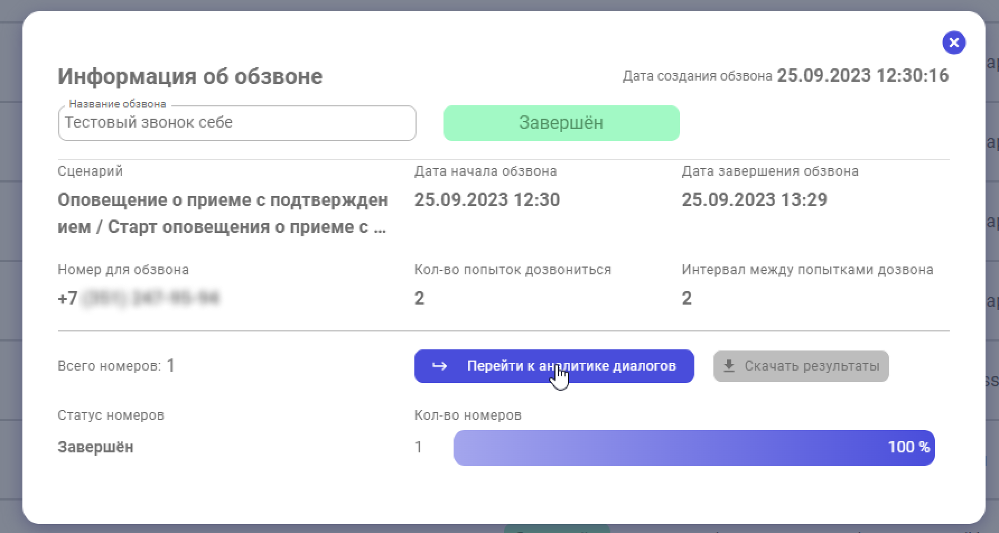 Информация об обзвоне
Дата создания обзвона 25.09.2023 12:30:16
Название обзвона
Тестовый звонок себе
Завершён
Сценарий
Дата начала обзвона
Дата завершения обзвона
Оповещение о приеме с подтвержден
ием / Старт оповещения о приеме с ...
25.09.2023 12:30
25.09.2023 13:29
Номер для обзвона
Кол-во попыток дозвониться
Интервал между попытками дозвона
+7
2
2
Всего номеров: 1
Перейти к аналитике диалогов
Скачать результаты
Статус номеров
Кол-во номеров
Завершён
1
100 %